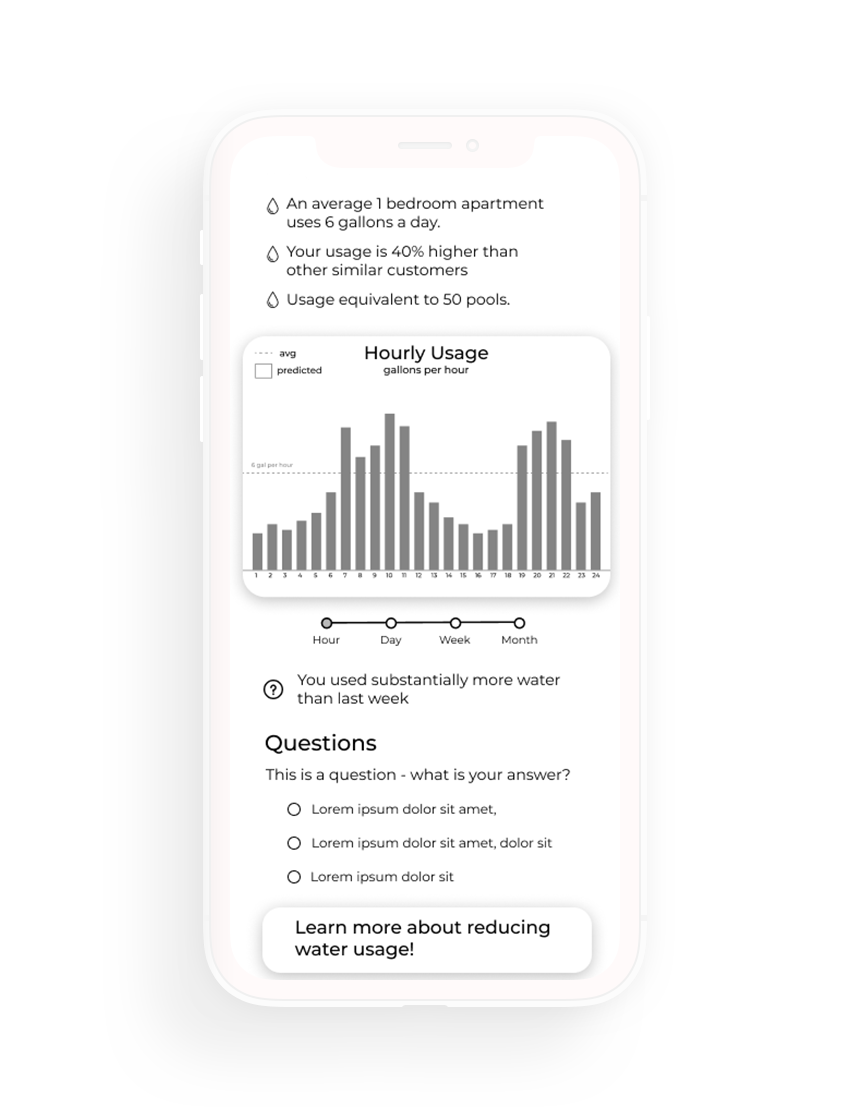 An average 1 bedroom apartment
uses 6 gallons a day.
Your usage is 40% higher than
other similar customers
Usage equivalent to 50 pools.
avg
Hourly Usage
predicted
gallons per hour
6 gal per hour
1 2 3 4 5 6 7 8 9 10 11 12 13 14 15 16 17 18 19 20 21 22 23 24
Hour Day Week Month
You used substantially more water
than last week
Questions
This is a question - what is your answer?
Lorem ipsum dolor sit amet,
Lorem ipsum dolor sit amet, dolor sit
Lorem ipsum dolor sit
Learn more about reducing
water usage!